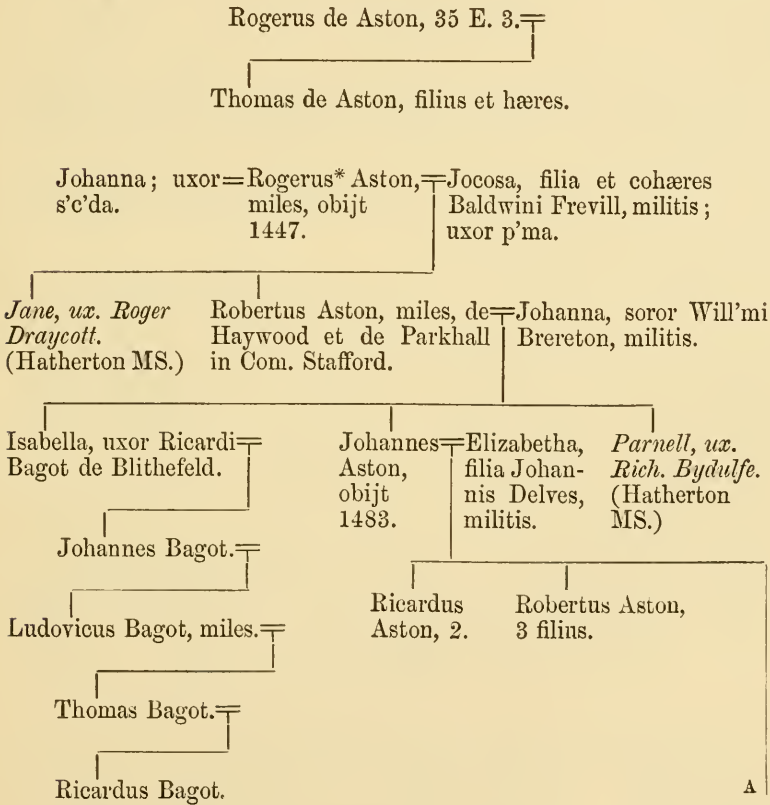 Rogerus de Aston, 35 E. 3.
Thomas de Aston, filius et hæres.
Johanna; uxor
s'c'da.
Rogerus* Aston,
miles, obijt
1447.
Jocosa, filia et cohæres
Baldwini Frevill, militis;
uxor p'ma.
Jane, ux. Roger
Draycott.
(Hatherton MS.)
Robertus Aston, miles, de
Haywood et de Parkhall
in Com. Stafford.
Johanna, soror Will'mi
Brereton, militis.
Isabella, uxor Ricardi
Bagot de Blithefeld.
Johannes
Aston,
obijt
1483.
Elizabetha,
filia Johan-
nis Delves,
militis.
Parnell, ux.
Rich. Bydulfe.
(Hatherton
MS.)
Johannes Bagot.
Ricardus
Aston, 2.
Robertus Aston,
3 filius.
Ludovicus Bagot, miles.
Thomas Bagot.
Ricardus Bagot.
A